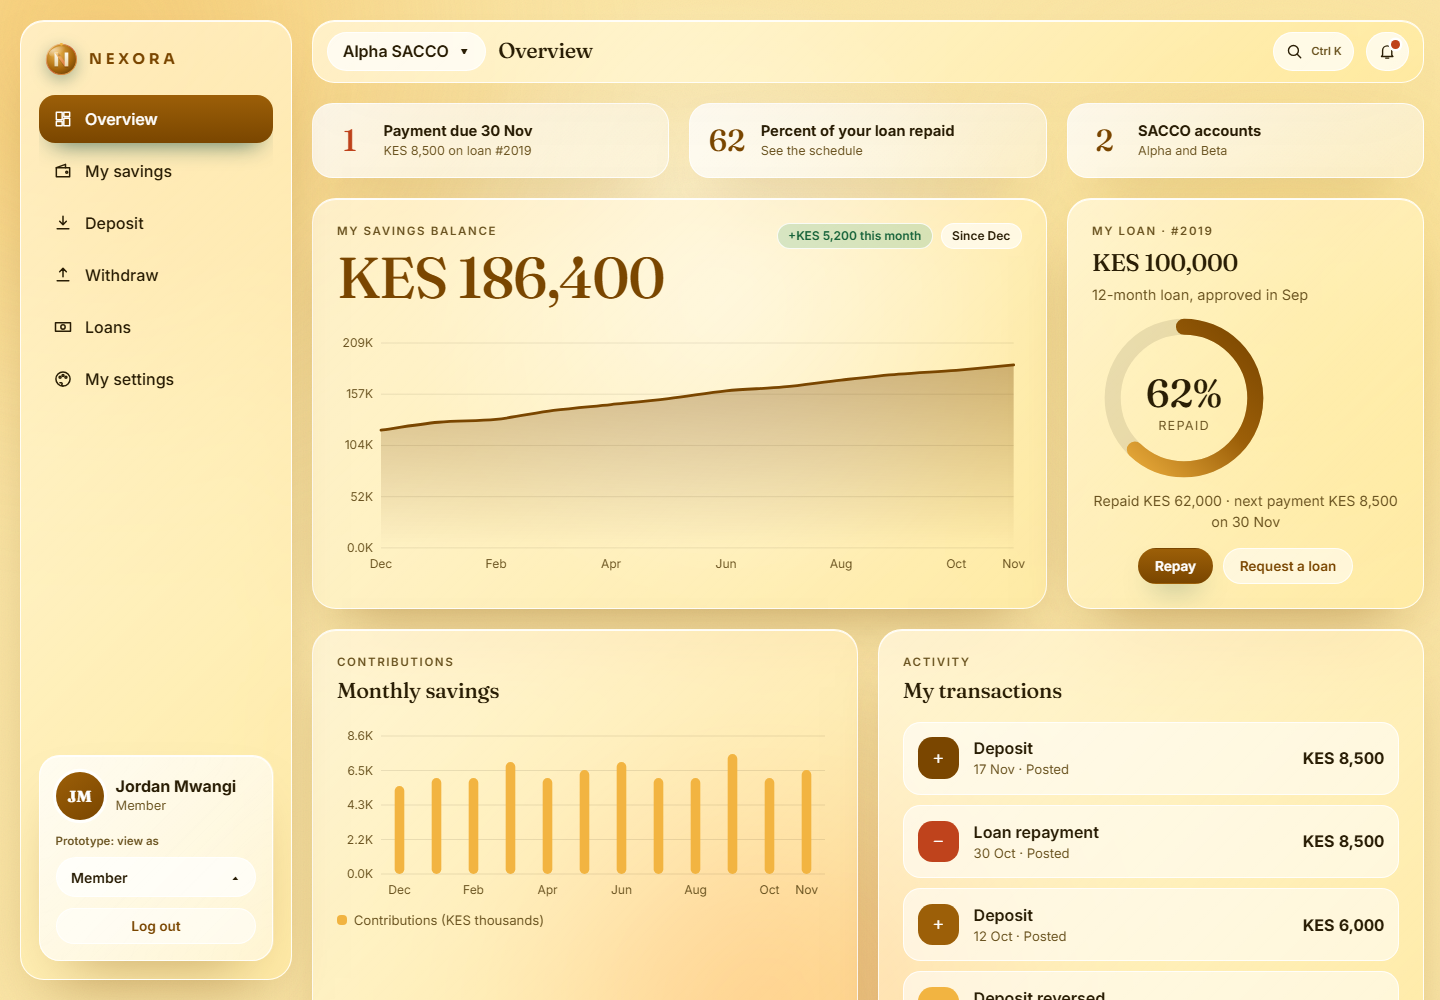 NEXORA
Overview
My savings
Deposit
Withdraw
Loans
My settings
JM
Jordan Mwangi
Member
Prototype: view as
Member
Log out
Alpha SACCO
Overview
Ctrl K
1
Payment due 30 Nov
KES 8,500 on loan #2019
62
Percent of your loan repaid
See the schedule
2
SACCO accounts
Alpha and Beta
MY SAVINGS BALANCE
KES 186,400
+KES 5,200 this month
Since Dec
209K
157K
104K
52K
0.0K
Dec Feb Apr Jun Aug Oct Nov
MY LOAN · #2019
KES 100,000
12-month loan, approved in Sep
62%
REPAID
Repaid KES 62,000 · next payment KES 8,500
on 30 Nov
Repay
Request a loan
CONTRIBUTIONS
Monthly savings
8.6K
6.5K
4.3K
2.2K
0.0K
Dec Feb Apr Jun Aug Oct Nov
Contributions (KES thousands)
ACTIVITY
My transactions
+
Deposit
17 Nov · Posted
KES 8,500
−
Loan repayment
30 Oct · Posted
KES 8,500
+
Deposit
12 Oct · Posted
KES 6,000
Deposit reversed